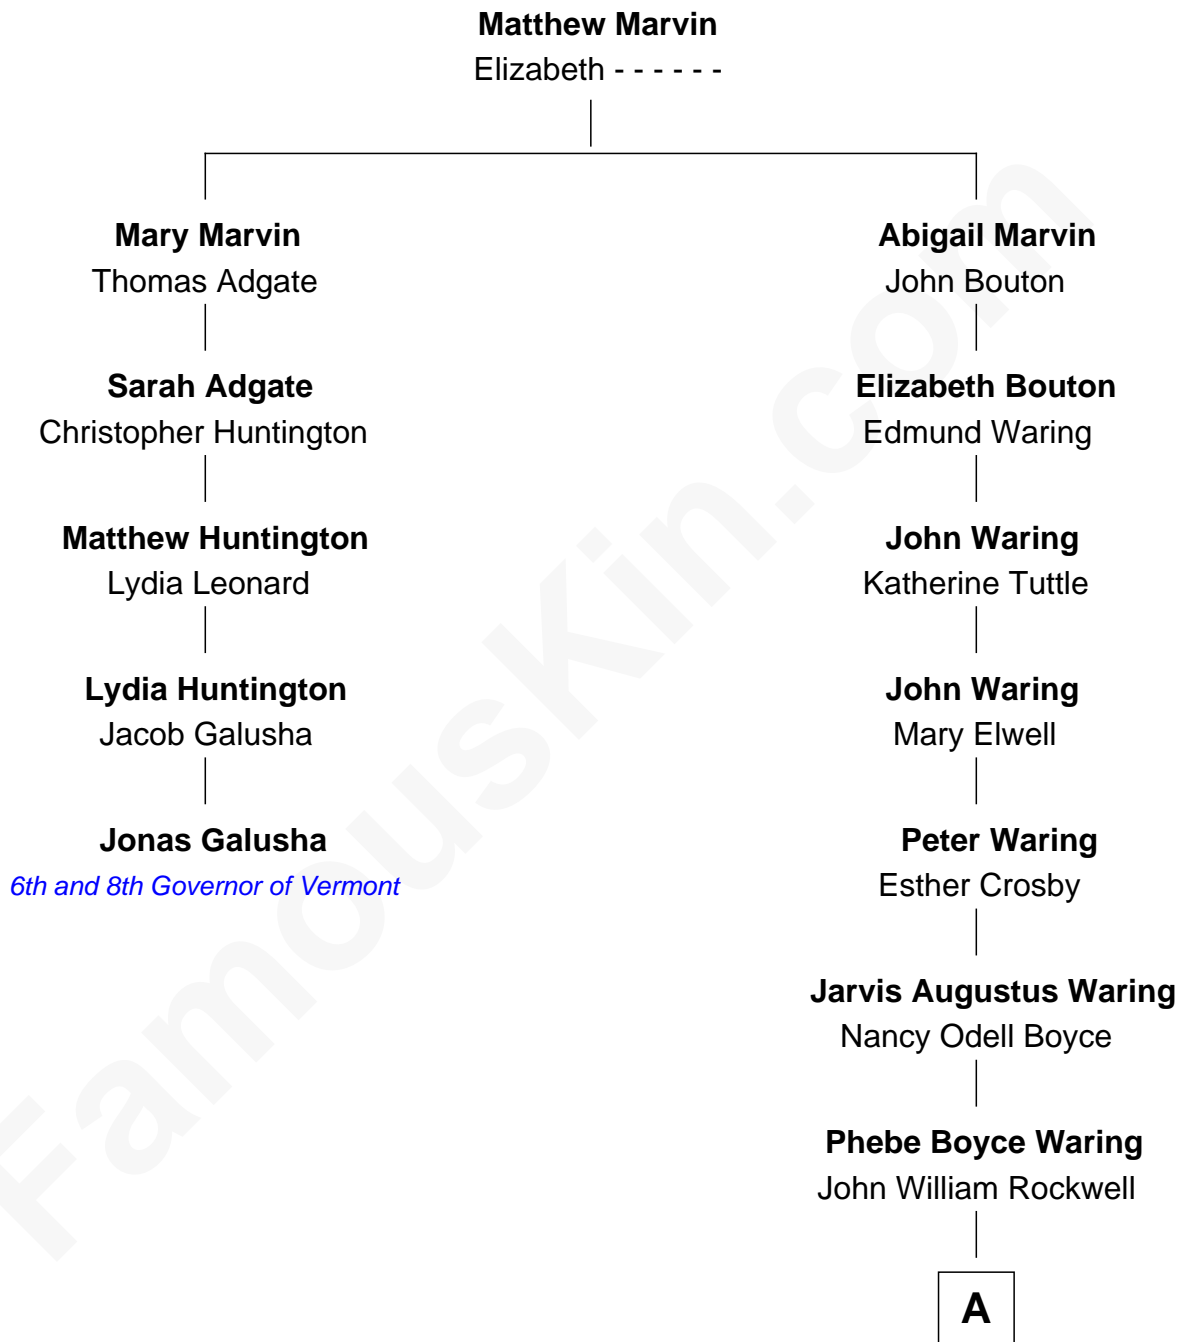 Matthew Marvin
Elizabeth - - - - - -
Mary Marvin
Thomas Adgate
Abigail Marvin
John Bouton
Sarah Adgate
Christopher Huntington
Elizabeth Bouton
Edmund Waring
Matthew Huntington
Lydia Leonard
John Waring
Katherine Tuttle
Lydia Huntington
Jacob Galusha
John Waring
Mary Elwell
Jonas Galusha
6th and 8th Governor of Vermont
Peter Waring
Esther Crosby
Jarvis Augustus Waring
Nancy Odell Boyce
Phebe Boyce Waring
John William Rockwell
A
FamousKin.com